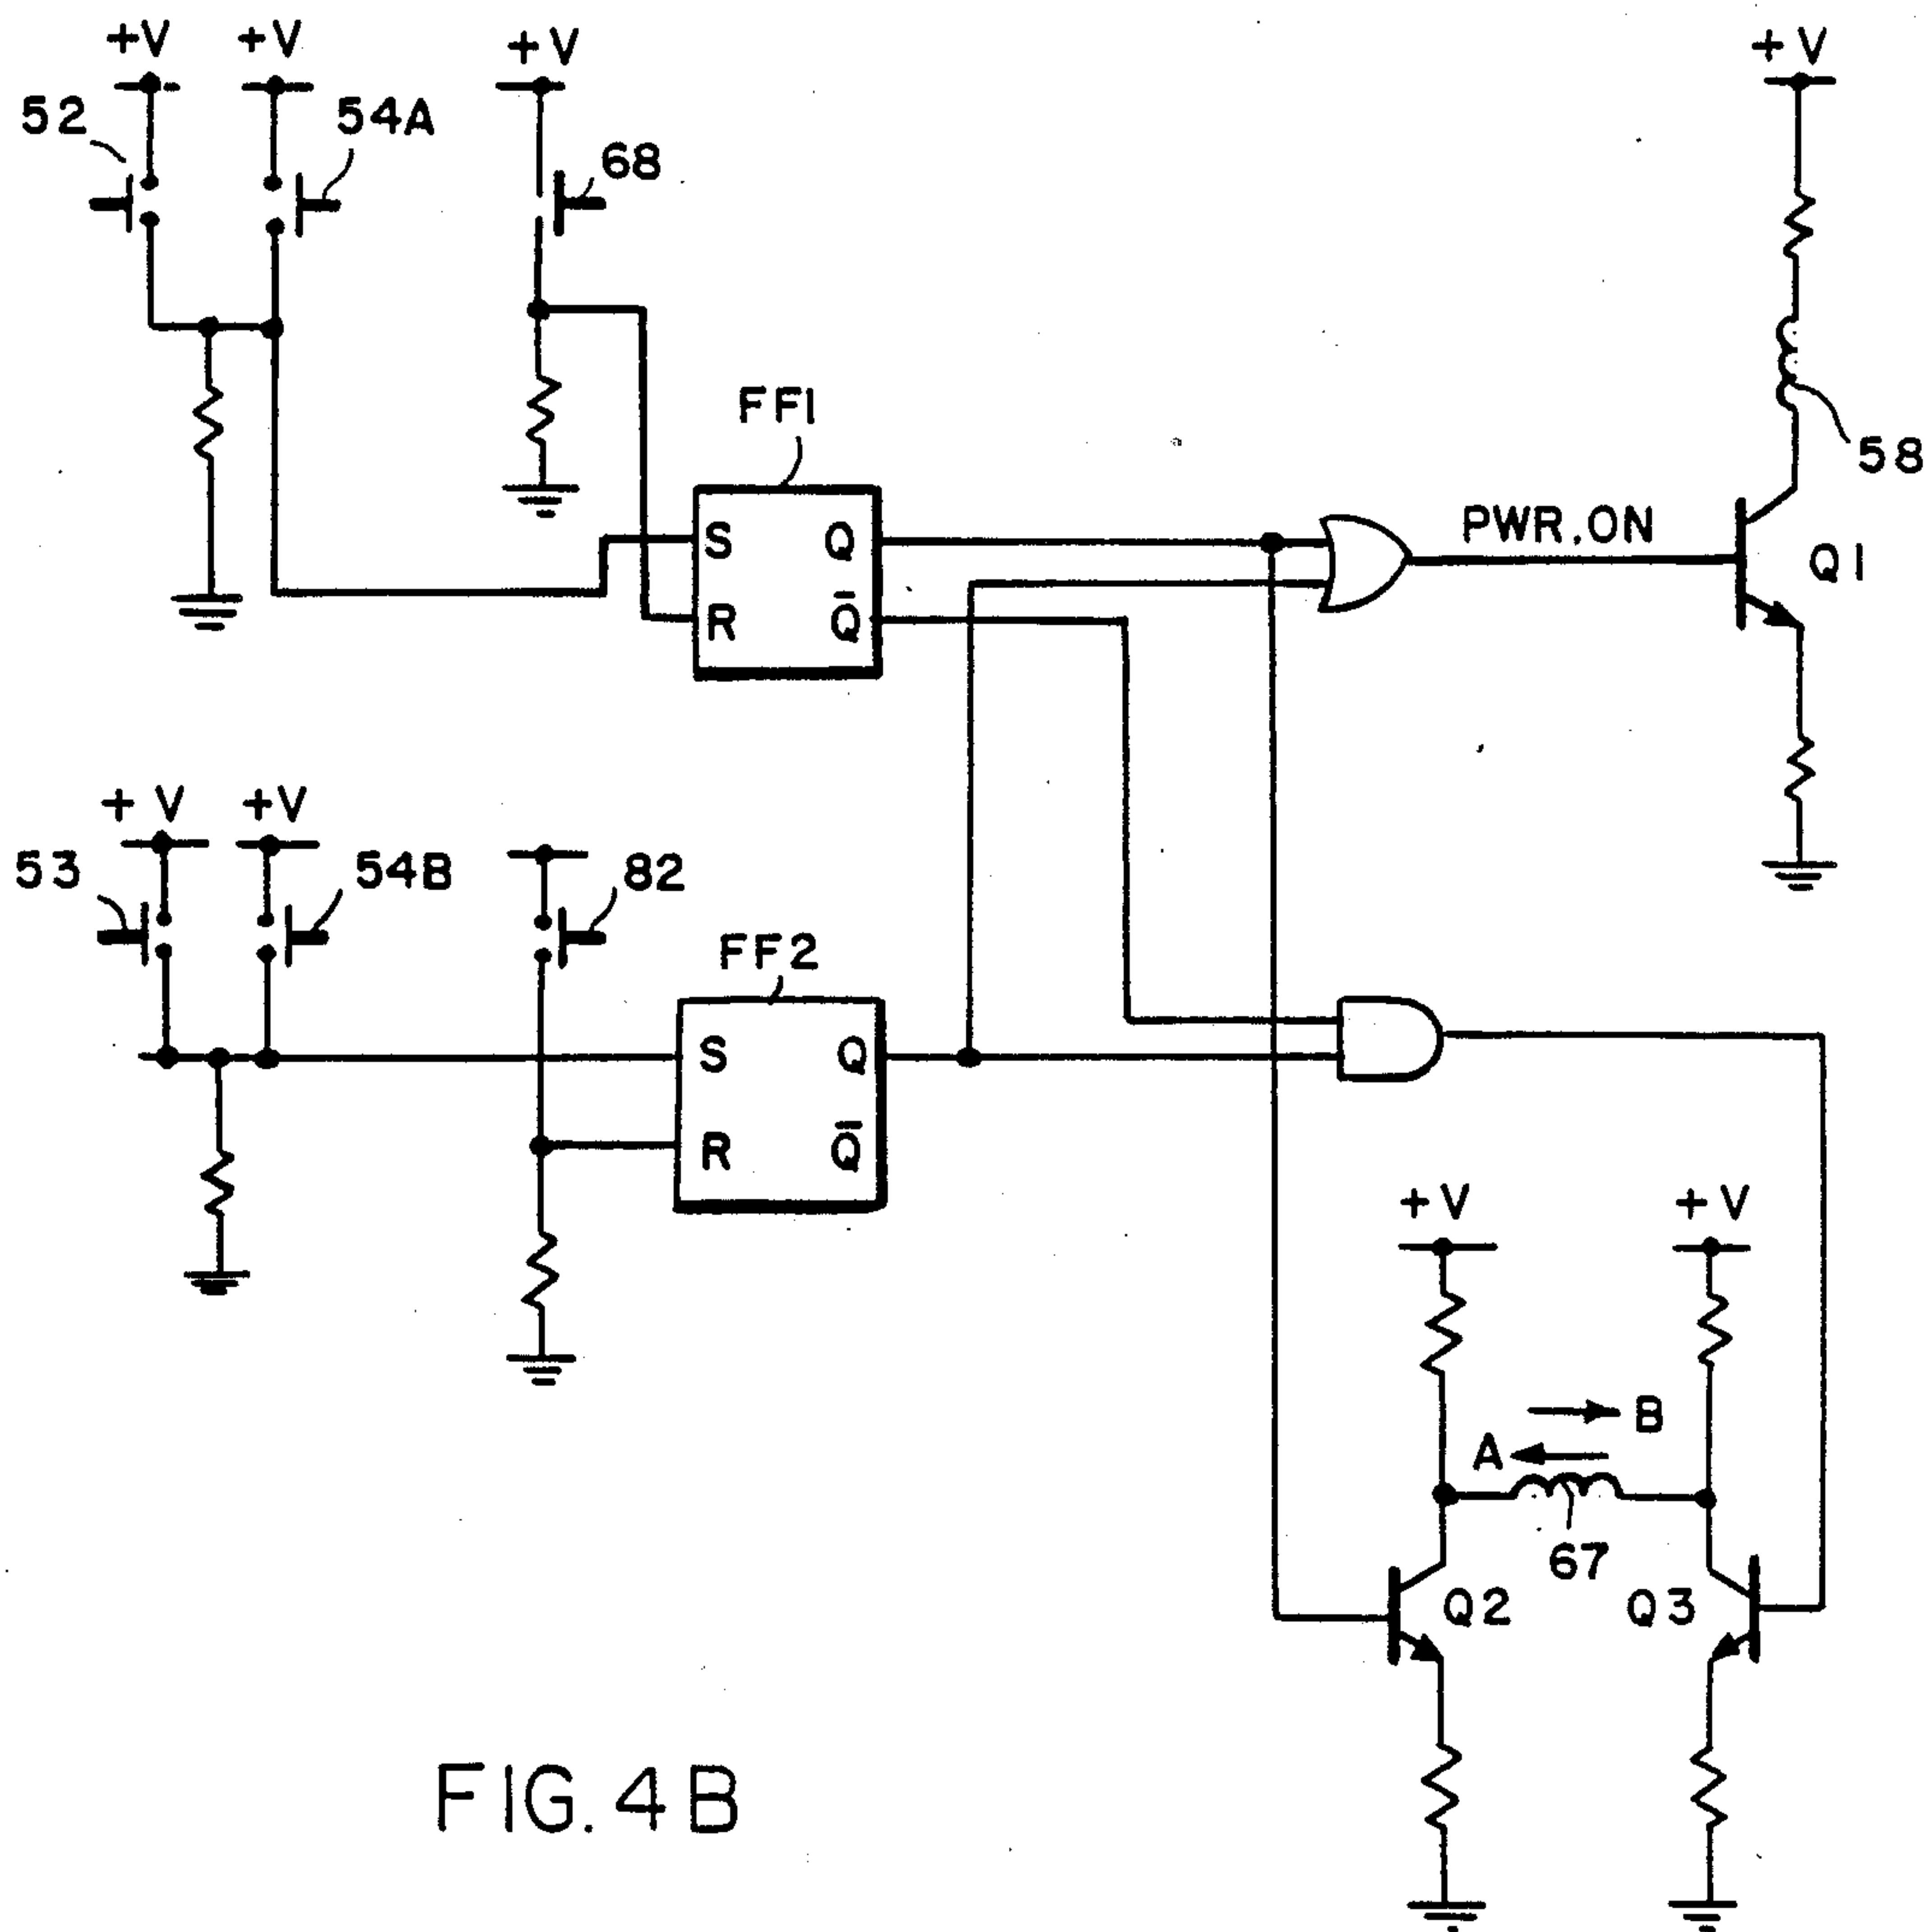 +V +V +V +V
52 54A 68
58
FF1
S Q
R Q̄
PWR.ON
Q1
+V +V
53 54B 82
FF2
S Q
R Q̄
+V +V
B
A
67
Q2 Q3
FIG. 4B